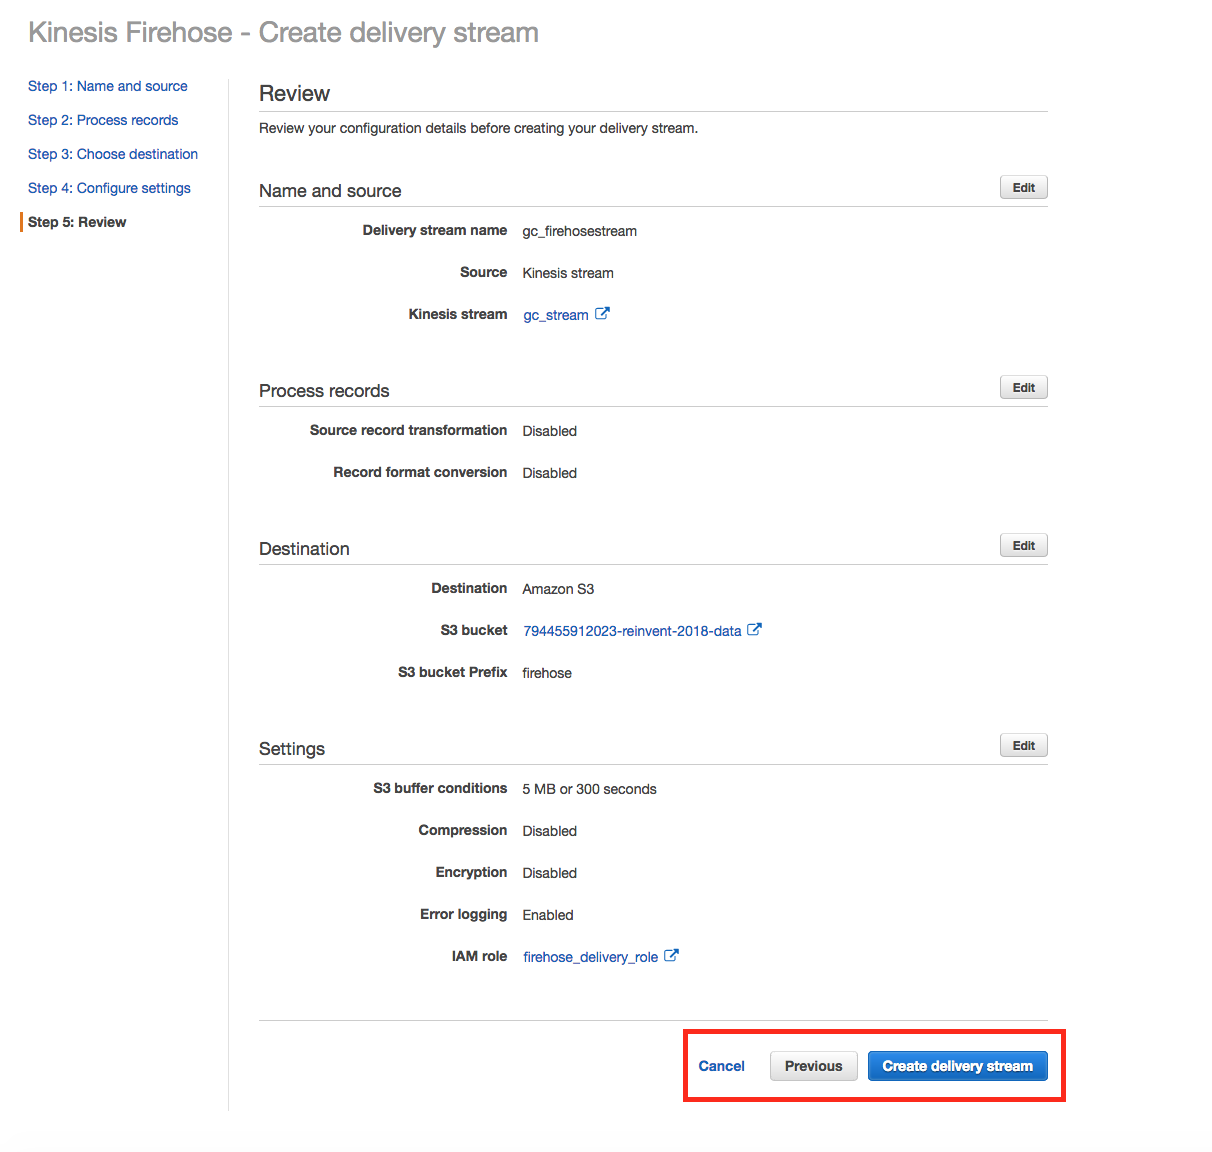 Kinesis Firehose - Create delivery stream
Step 1: Name and source
Step 2: Process records
Step 3: Choose destination
Step 4: Configure settings
Step 5: Review
Review
Review your configuration details before creating your delivery stream.
Name and source
Edit
Delivery stream name gc_firehosestream
Source Kinesis stream
Kinesis stream gc_stream
Process records
Edit
Source record transformation Disabled
Record format conversion Disabled
Destination
Edit
Destination Amazon S3
S3 bucket 794455912023-reinvent-2018-data
S3 bucket Prefix firehose
Settings
Edit
S3 buffer conditions 5 MB or 300 seconds
Compression Disabled
Encryption Disabled
Error logging Enabled
IAM role firehose_delivery_role
Cancel Previous Create delivery stream